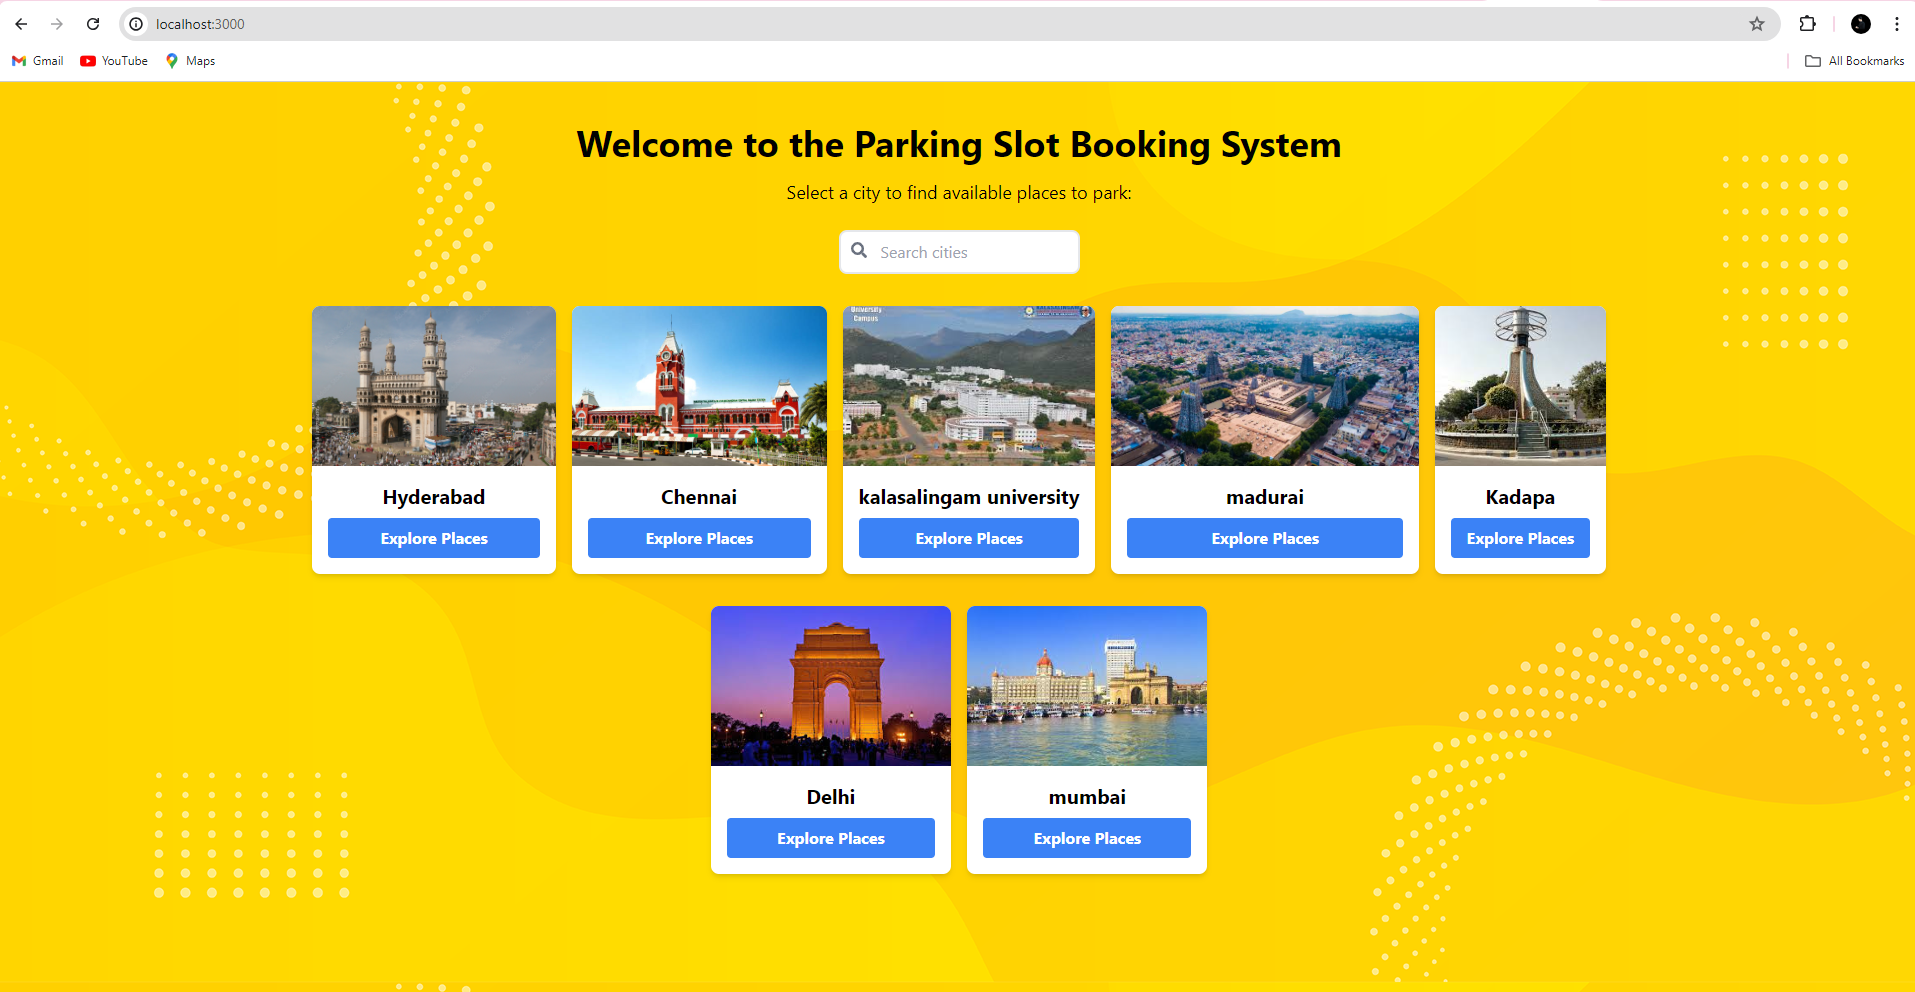 localhost:3000
Gmail
YouTube
Maps
All Bookmarks
Welcome to the Parking Slot Booking System
Select a city to find available places to park:
Search cities
University
Campus
Hyderabad
Chennai
kalasalingam university
madurai
Kadapa
Explore Places
Explore Places
Explore Places
Explore Places
Explore Places
Delhi
mumbai
Explore Places
Explore Places